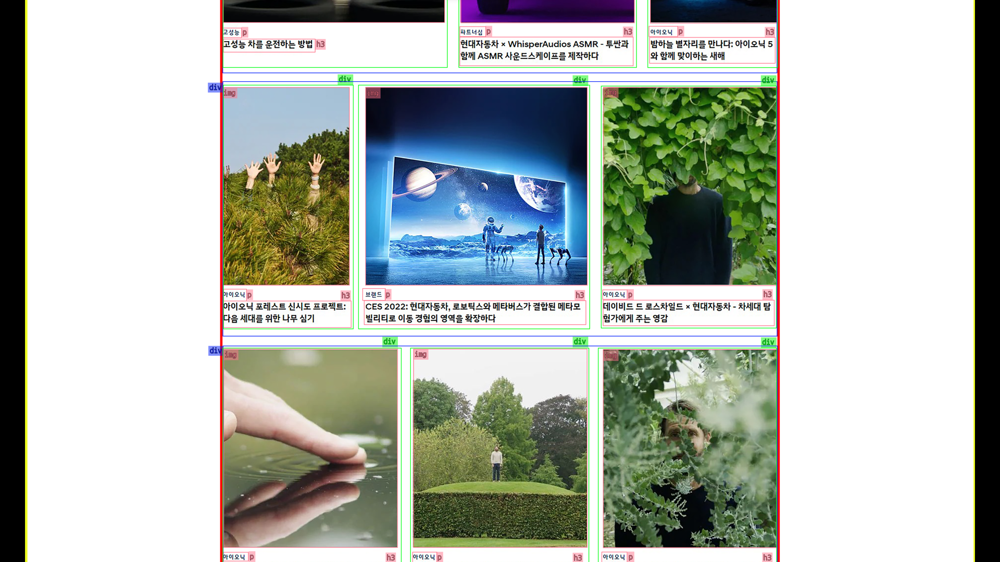 고성능 p
고성능 차를 운전하는 방법 h3
파트너십 p h3
현대자동차 × WhisperAudios ASMR - 투싼과
함께 ASMR 사운드스케이프를 제작하다
아이오닉 p h3
밤하늘 별자리를 만나다: 아이오닉 5
와 함께 맞이하는 새해
div
div
img
아이오닉 p h3
아이오닉 포레스트 신시도 프로젝트:
다음 세대를 위한 나무 심기
div
img
브랜드 p h3
CES 2022: 현대자동차, 로보틱스와 메타버스가 결합된 메타모
빌리티로 이동 경험의 영역을 확장하다
div
img
아이오닉 p h3
데이비드 드 로스차일드 × 현대자동차 - 차세대 탐
험가에게 주는 영감
div
div
img
아이오닉 p h3
div
img
아이오닉 p h3
div
img
아이오닉 p h3